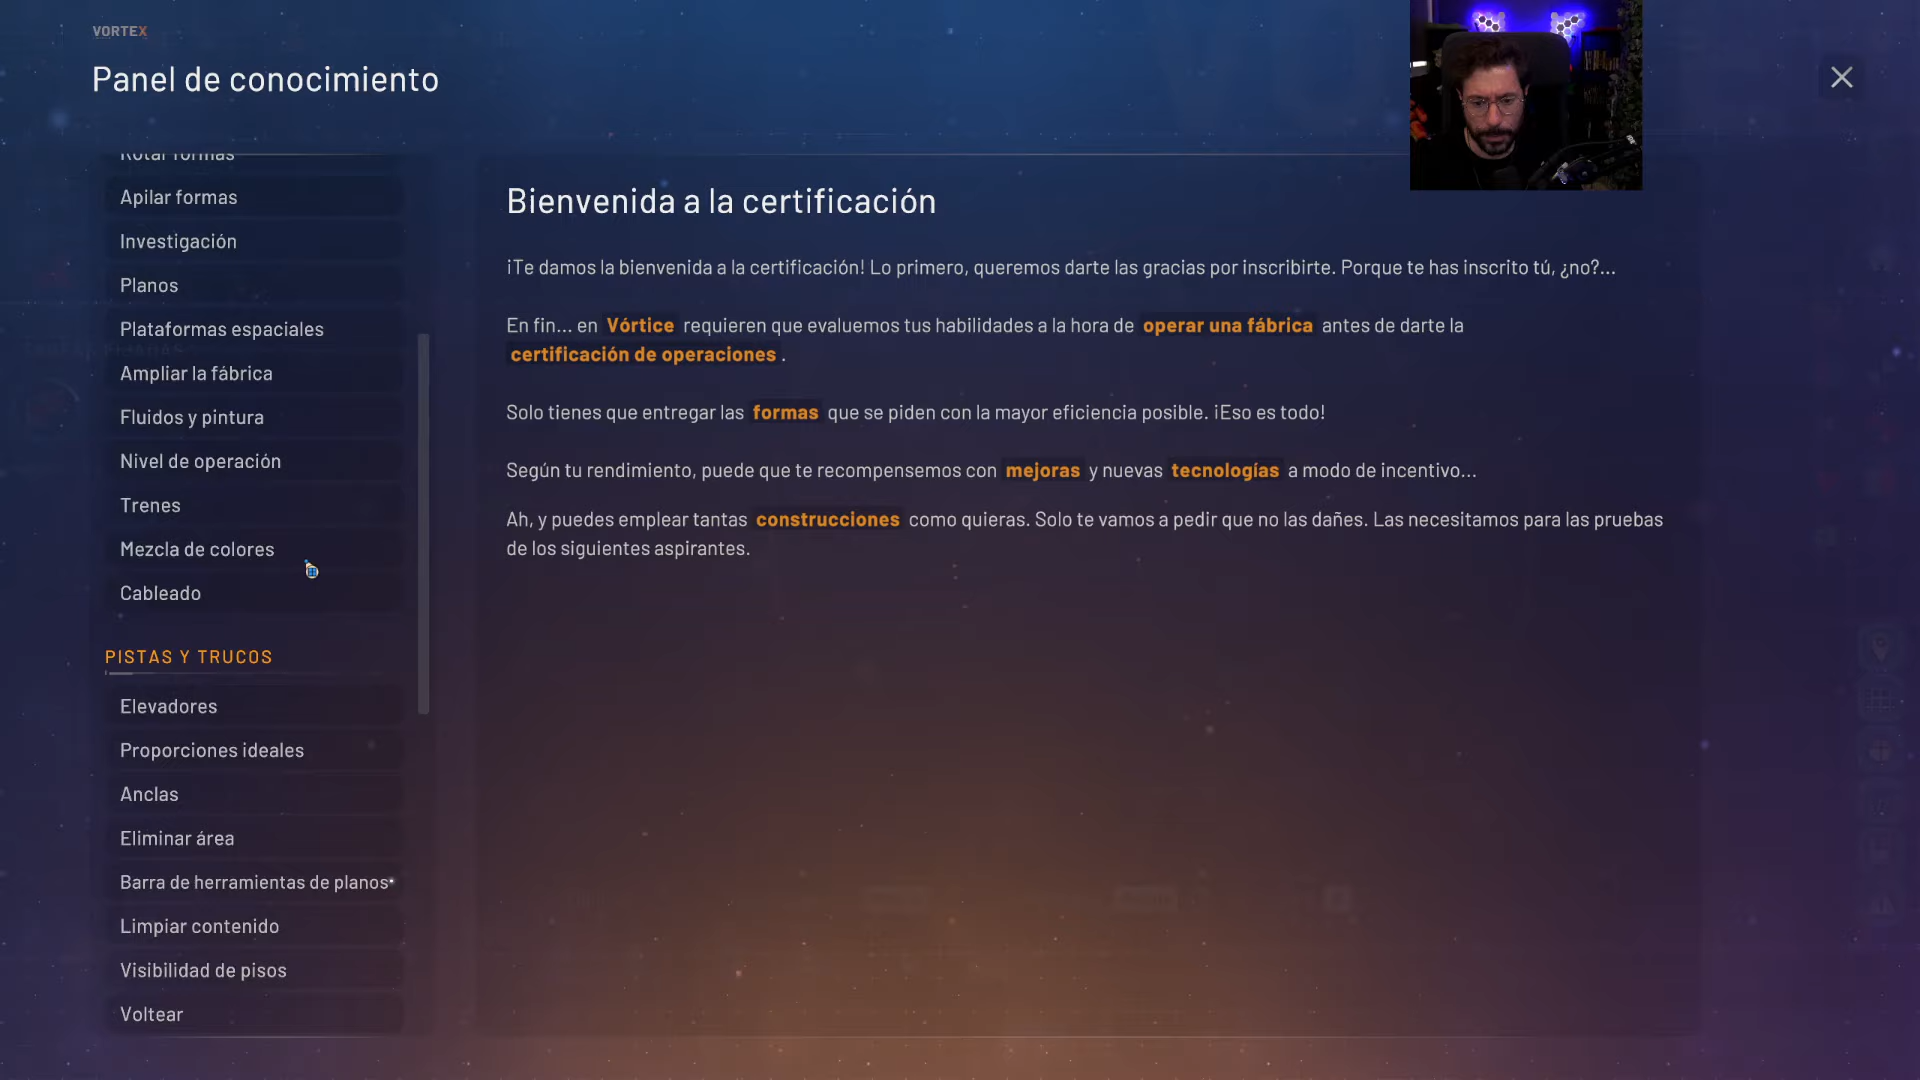 VORTEX
Panel de conocimiento
Rotar formas
Apilar formas
Investigación
Planos
Plataformas espaciales
Ampliar la fábrica
Fluidos y pintura
Nivel de operación
Trenes
Mezcla de colores
Cableado
PISTAS Y TRUCOS
Elevadores
Proporciones ideales
Anclas
Eliminar área
Barra de herramientas de planos
Limpiar contenido
Visibilidad de pisos
Voltear
Bienvenida a la certificación
¡Te damos la bienvenida a la certificación! Lo primero, queremos darte las gracias por inscribirte. Porque te has inscrito tú, ¿no?...
En fin... en Vórtice requieren que evaluemos tus habilidades a la hora de operar una fábrica antes de darte la
certificación de operaciones .
Solo tienes que entregar las formas que se piden con la mayor eficiencia posible. ¡Eso es todo!
Según tu rendimiento, puede que te recompensemos con mejoras y nuevas tecnologías a modo de incentivo...
Ah, y puedes emplear tantas construcciones como quieras. Solo te vamos a pedir que no las dañes. Las necesitamos para las pruebas
de los siguientes aspirantes.